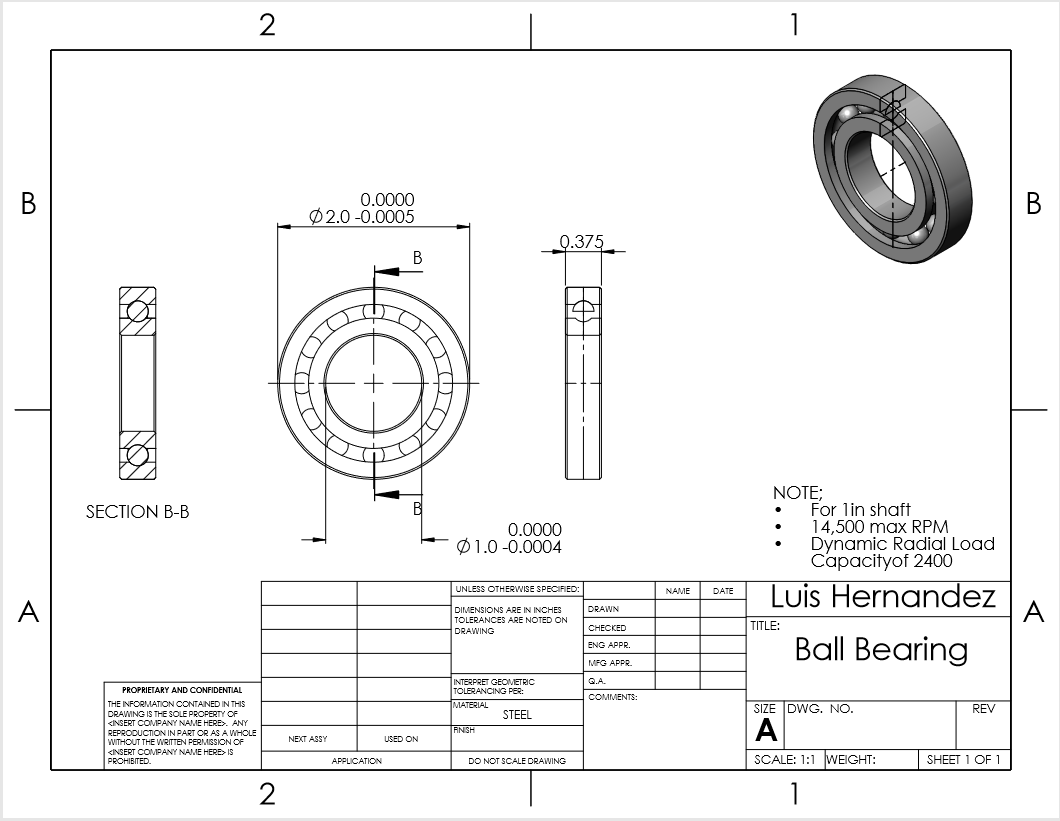 2
1
B
B
0.0000
⌀2.0 -0.0005
0.375
B
B
SECTION B-B
0.0000
⌀1.0 -0.0004
NOTE;
• For 1in shaft
• 14,500 max RPM
• Dynamic Radial Load
Capacityof 2400
A
A
PROPRIETARY AND CONFIDENTIAL
THE INFORMATION CONTAINED IN THIS
DRAWING IS THE SOLE PROPERTY OF
<INSERT COMPANY NAME HERE>. ANY
REPRODUCTION IN PART OR AS A WHOLE
WITHOUT THE WRITTEN PERMISSION OF
<INSERT COMPANY NAME HERE> IS
PROHIBITED.
NEXT ASSY
USED ON
APPLICATION
UNLESS OTHERWISE SPECIFIED:
DIMENSIONS ARE IN INCHES
TOLERANCES ARE NOTED ON
DRAWING
INTERPRET GEOMETRIC
TOLERANCING PER:
MATERIAL
STEEL
FINISH
DO NOT SCALE DRAWING
NAME
DATE
DRAWN
CHECKED
ENG APPR.
MFG APPR.
Q.A.
COMMENTS:
Luis Hernandez
TITLE:
Ball Bearing
SIZE
A
DWG. NO.
REV
SCALE: 1:1
WEIGHT:
SHEET 1 OF 1
2
1